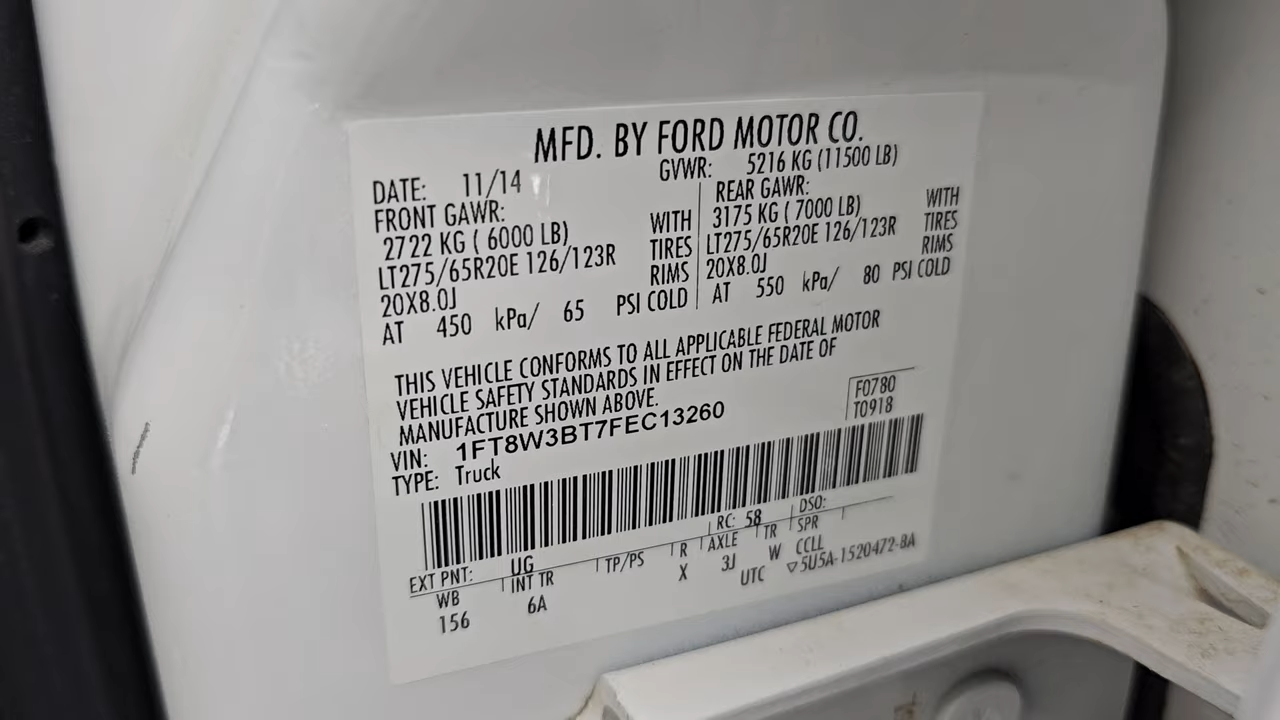 MFD. BY FORD MOTOR CO.
DATE: 11/14 GVWR: 5216 KG (11500 LB)
FRONT GAWR: REAR GAWR:
2722 KG ( 6000 LB) WITH 3175 KG ( 7000 LB) WITH
LT275/65R20E 126/123R TIRES LT275/65R20E 126/123R TIRES
20X8.0J RIMS 20X8.0J RIMS
AT 450 kPa/ 65 PSI COLD AT 550 kPa/ 80 PSI COLD
THIS VEHICLE CONFORMS TO ALL APPLICABLE FEDERAL MOTOR
VEHICLE SAFETY STANDARDS IN EFFECT ON THE DATE OF
MANUFACTURE SHOWN ABOVE.
F0780
T0918
VIN: 1FT8W3BT7FEC13260
TYPE: Truck
EXT PNT: UG RC: 58 DSO:
WB INT TR TP/PS R AXLE TR SPR
156 6A X 3J W CCLL
UTC ▽5U5A-1520472-BA